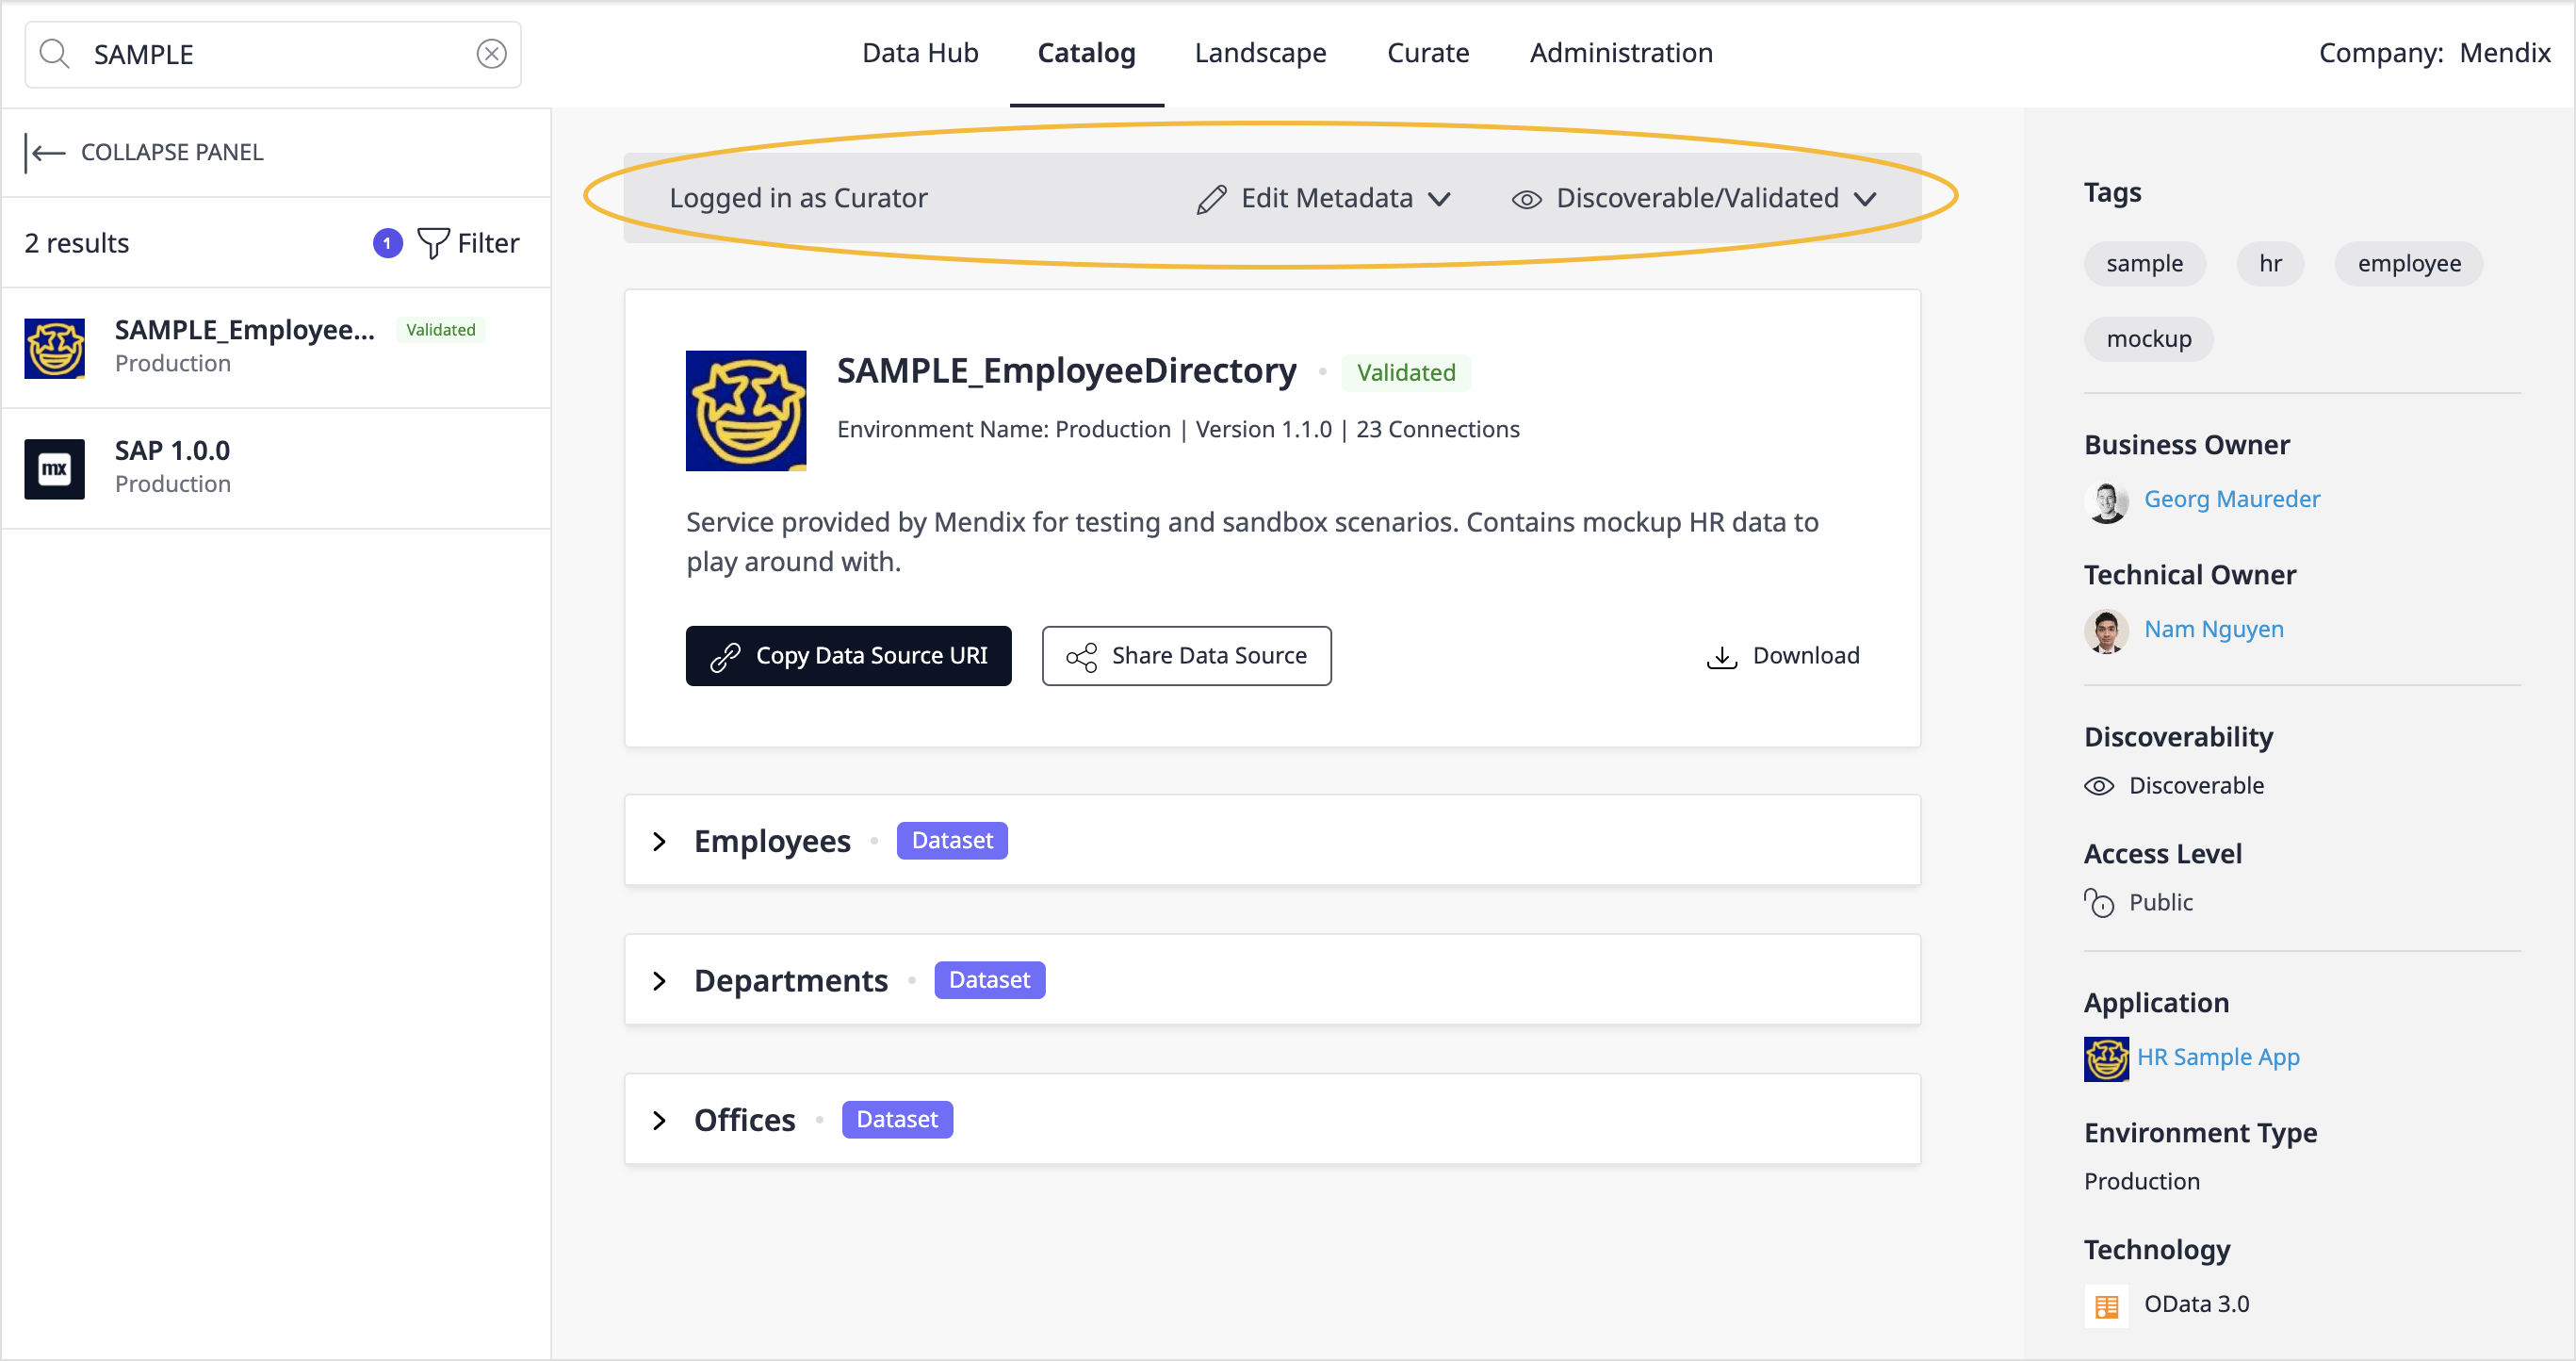 SAMPLE
Data Hub Catalog Landscape Curate Administration
Company: Mendix
COLLAPSE PANEL
2 results 1 Filter
SAMPLE_Employee... Validated
Production
mx
SAP 1.0.0
Production
Logged in as Curator Edit Metadata Discoverable/Validated
SAMPLE_EmployeeDirectory Validated
Environment Name: Production | Version 1.1.0 | 23 Connections
Service provided by Mendix for testing and sandbox scenarios. Contains mockup HR data to
play around with.
Copy Data Source URI Share Data Source Download
Employees Dataset
Departments Dataset
Offices Dataset
Tags
sample hr employee
mockup
Business Owner
Georg Maureder
Technical Owner
Nam Nguyen
Discoverability
Discoverable
Access Level
Public
Application
HR Sample App
Environment Type
Production
Technology
OData 3.0